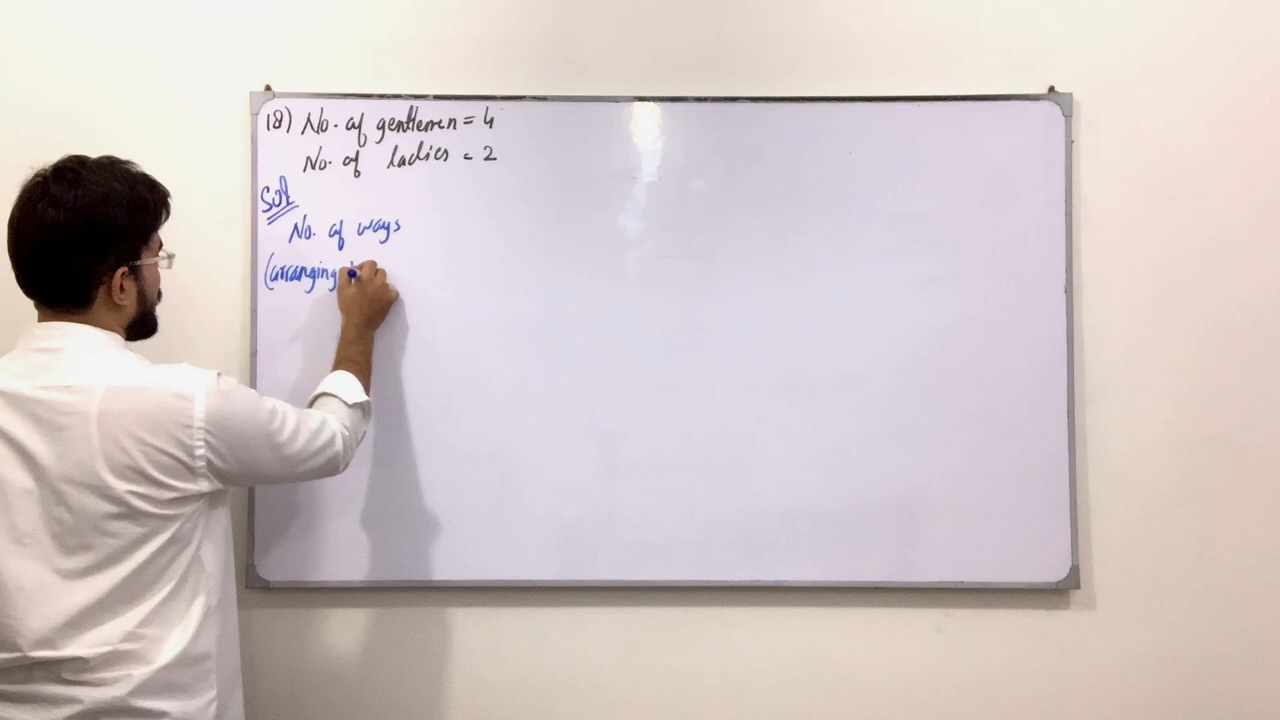 18) No. of gentlemen = 4
No. of ladies = 2
Sol
No. of ways
(arranging